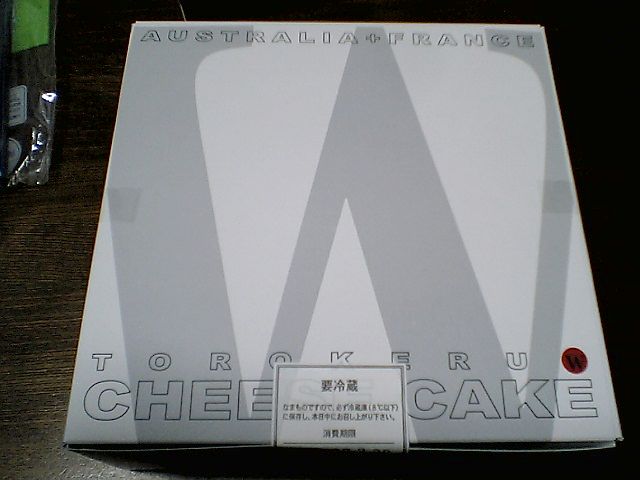 AUSTRALIA+FRANCE
TOROKERU W
CHEESE CAKE
要冷蔵
なまものですので、必ず冷蔵庫(8℃以下)
に保存し、本日中にお召し上がり下さい。
消費期限